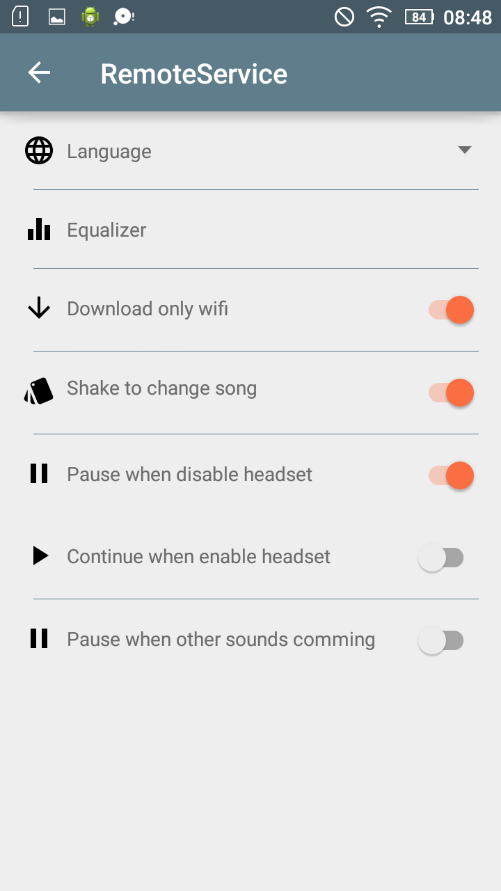 84 08:48
RemoteService
Language
Equalizer
Download only wifi
Shake to change song
Pause when disable headset
Continue when enable headset
Pause when other sounds comming